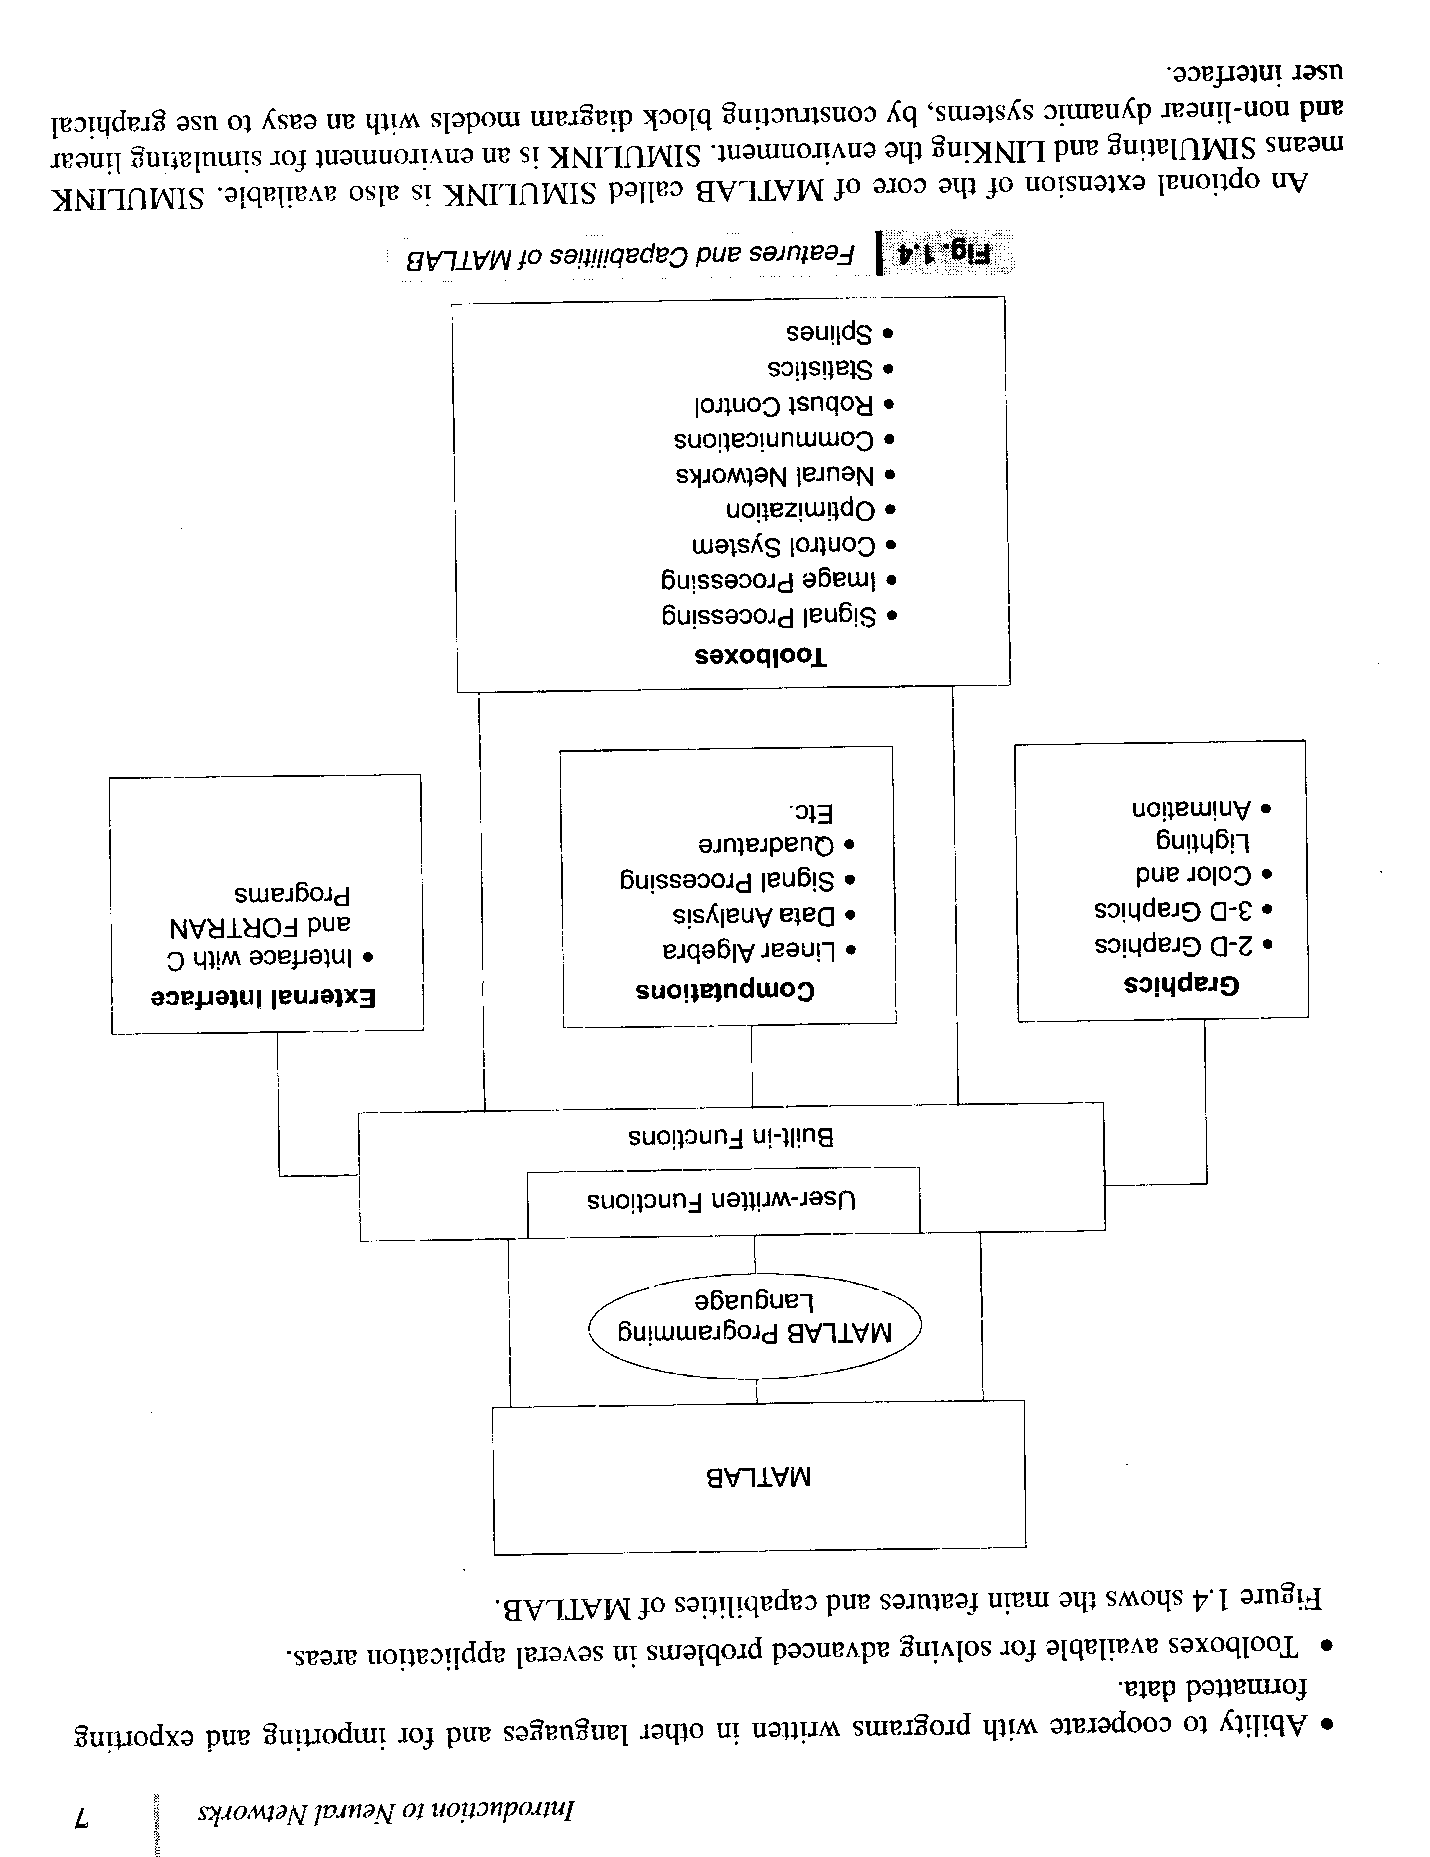 Introduction to Neural Networks 7
• Ability to cooperate with programs written in other languages and for importing and exporting
formatted data.
• Toolboxes available for solving advanced problems in several application areas.
Figure 1.4 shows the main features and capabilities of MATLAB.
MATLAB
MATLAB Programming
Language
User-written Functions
Built-in Functions
Graphics
• 2-D Graphics
• 3-D Graphics
• Color and
Lighting
• Animation
Computations
• Linear Algebra
• Data Analysis
• Signal Processing
• Quadrature
Etc.
External Interface
• Interface with C
and FORTRAN
Programs
Toolboxes
• Signal Processing
• Image Processing
• Control System
• Optimization
• Neural Networks
• Communications
• Robust Control
• Statistics
• Splines
Fig. 1.4 Features and Capabilities of MATLAB
An optional extension of the core of MATLAB called SIMULINK is also available. SIMULINK
means SIMUlating and LINKing the environment. SIMULINK is an environment for simulating linear
and non-linear dynamic systems, by constructing block diagram models with an easy to use graphical
user interface.